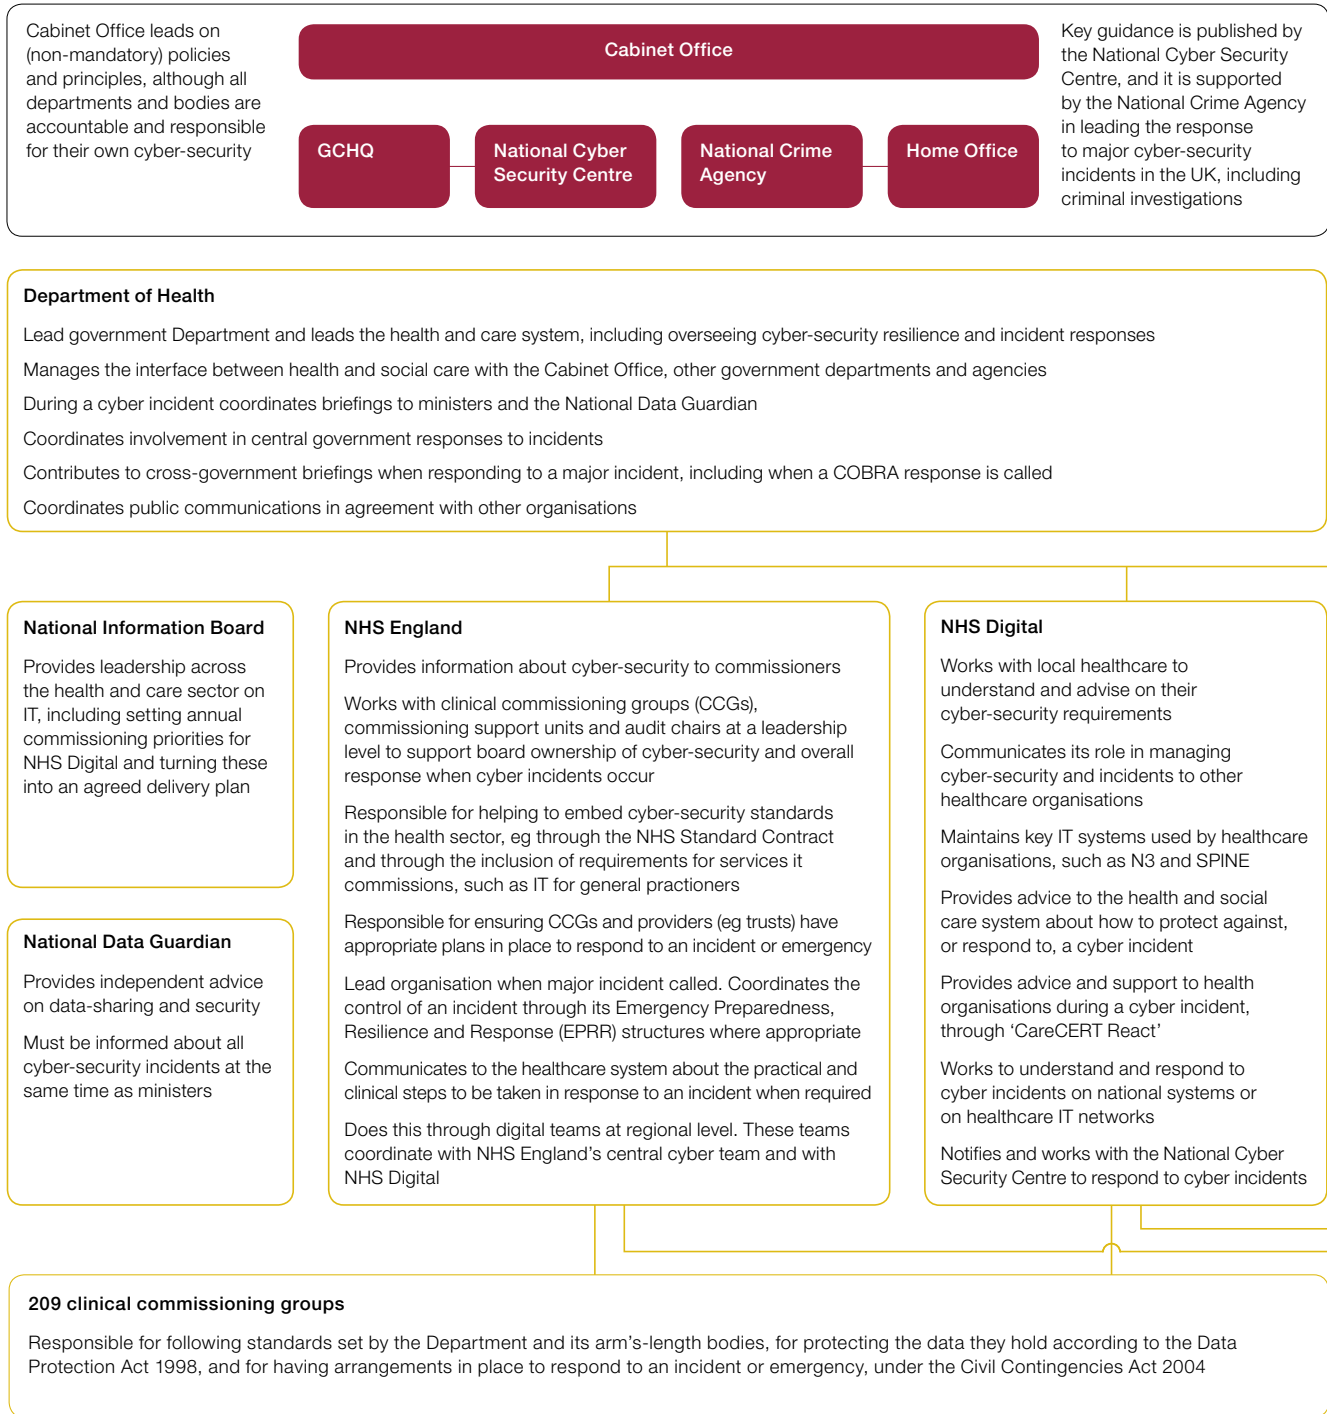 Cabinet Office leads on
(non-mandatory) policies
and principles, although all
departments and bodies are
accountable and responsible
for their own cyber-security
Cabinet Office
GCHQ
National Cyber
Security Centre
National Crime
Agency
Home Office
Key guidance is published by
the National Cyber Security
Centre, and it is supported
by the National Crime Agency
in leading the response
to major cyber-security
incidents in the UK, including
criminal investigations
Department of Health
Lead government Department and leads the health and care system, including overseeing cyber-security resilience and incident responses
Manages the interface between health and social care with the Cabinet Office, other government departments and agencies
During a cyber incident coordinates briefings to ministers and the National Data Guardian
Coordinates involvement in central government responses to incidents
Contributes to cross-government briefings when responding to a major incident, including when a COBRA response is called
Coordinates public communications in agreement with other organisations
National Information Board
Provides leadership across
the health and care sector on
IT, including setting annual
commissioning priorities for
NHS Digital and turning these
into an agreed delivery plan
National Data Guardian
Provides independent advice
on data-sharing and security
Must be informed about all
cyber-security incidents at the
same time as ministers
NHS England
Provides information about cyber-security to commissioners
Works with clinical commissioning groups (CCGs),
commissioning support units and audit chairs at a leadership
level to support board ownership of cyber-security and overall
response when cyber incidents occur
Responsible for helping to embed cyber-security standards
in the health sector, eg through the NHS Standard Contract
and through the inclusion of requirements for services it
commissions, such as IT for general practioners
Responsible for ensuring CCGs and providers (eg trusts) have
appropriate plans in place to respond to an incident or emergency
Lead organisation when major incident called. Coordinates the
control of an incident through its Emergency Preparedness,
Resilience and Response (EPRR) structures where appropriate
Communicates to the healthcare system about the practical and
clinical steps to be taken in response to an incident when required
Does this through digital teams at regional level. These teams
coordinate with NHS England’s central cyber team and with
NHS Digital
NHS Digital
Works with local healthcare to
understand and advise on their
cyber-security requirements
Communicates its role in managing
cyber-security and incidents to other
healthcare organisations
Maintains key IT systems used by healthcare
organisations, such as N3 and SPINE
Provides advice to the health and social
care system about how to protect against,
or respond to, a cyber incident
Provides advice and support to health
organisations during a cyber incident,
through ‘CareCERT React’
Works to understand and respond to
cyber incidents on national systems or
on healthcare IT networks
Notifies and works with the National Cyber
Security Centre to respond to cyber incidents
209 clinical commissioning groups
Responsible for following standards set by the Department and its arm’s-length bodies, for protecting the data they hold according to the Data
Protection Act 1998, and for having arrangements in place to respond to an incident or emergency, under the Civil Contingencies Act 2004